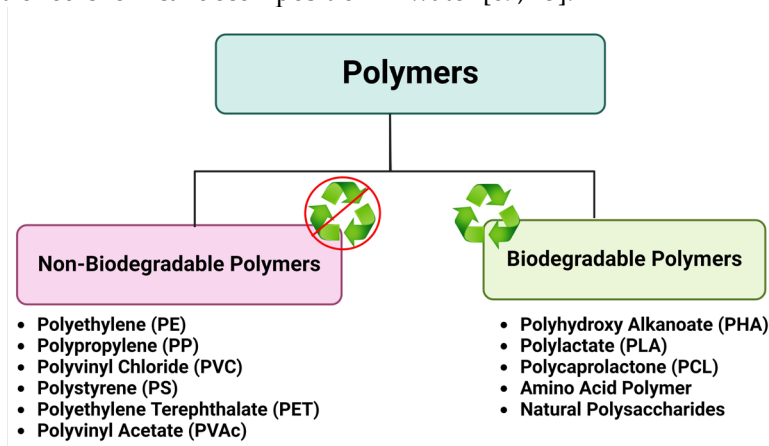 Polymers
Non-Biodegradable Polymers
Biodegradable Polymers
• Polyethylene (PE)
• Polypropylene (PP)
• Polyvinyl Chloride (PVC)
• Polystyrene (PS)
• Polyethylene Terephthalate (PET)
• Polyvinyl Acetate (PVAc)
• Polyhydroxy Alkanoate (PHA)
• Polylactate (PLA)
• Polycaprolactone (PCL)
• Amino Acid Polymer
• Natural Polysaccharides